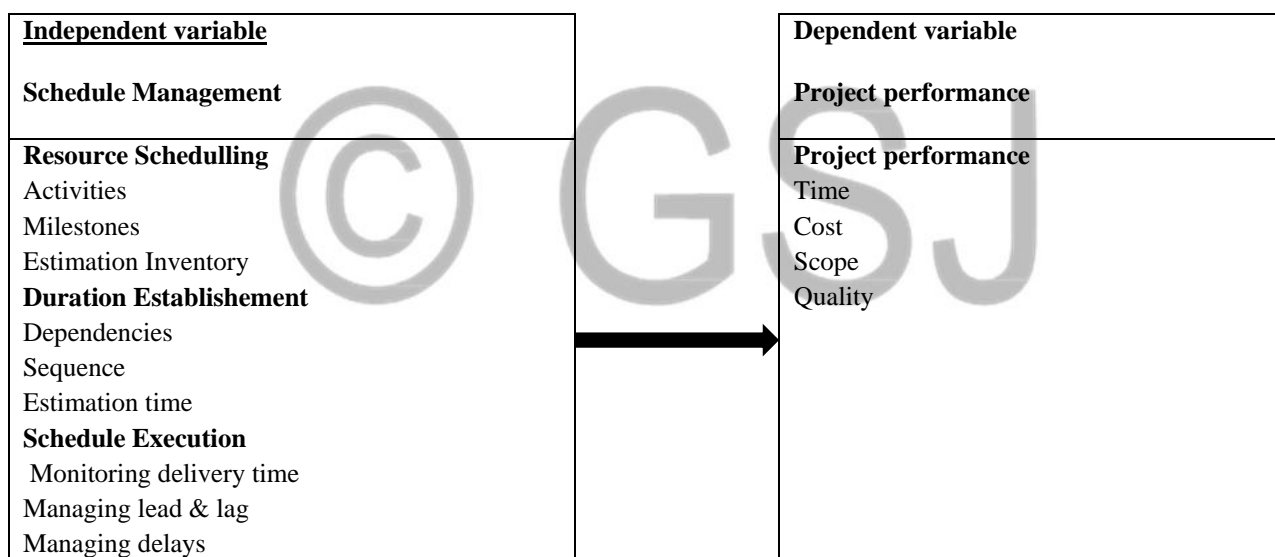 Independent variable
Schedule Management
Resource Schedulling
Activities
Milestones
Estimation Inventory
Duration Establishement
Dependencies
Sequence
Estimation time
Schedule Execution
Monitoring delivery time
Managing lead & lag
Managing delays
Dependent variable
Project performance
Project performance
Time
Cost
Scope
Quality
© GSJ